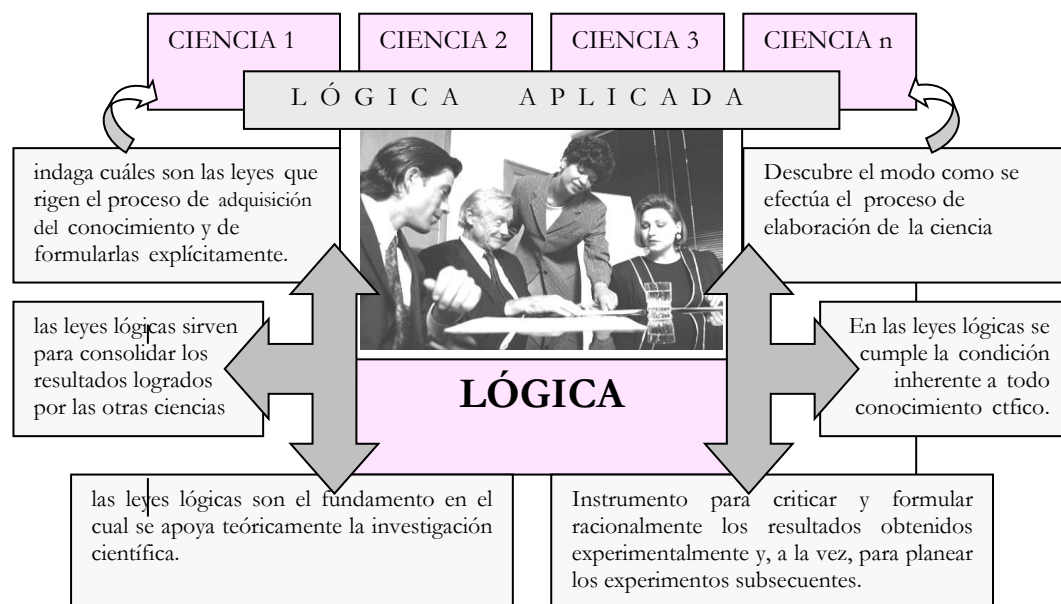 CIENCIA 1
CIENCIA 2
CIENCIA 3
CIENCIA n
LÓGICA APLICADA
indaga cuáles son las leyes que
rigen el proceso de adquisición
del conocimiento y de
formularlas explícitamente.
Descubre el modo como se
efectúa el proceso de
elaboración de la ciencia
las leyes lógicas sirven
para consolidar los
resultados logrados
por las otras ciencias
En las leyes lógicas se
cumple la condición
inherente a todo
conocimiento ctfico.
LÓGICA
las leyes lógicas son el fundamento en el
cual se apoya teóricamente la investigación
científica.
Instrumento para criticar y formular
racionalmente los resultados obtenidos
experimentalmente y, a la vez, para planear
los experimentos subsecuentes.